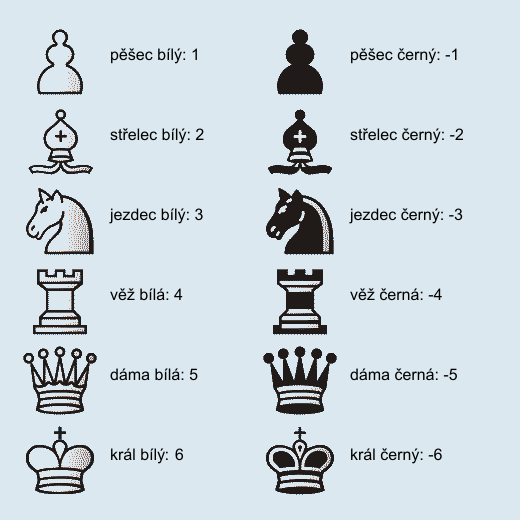 pěšec bílý: 1
pěšec černý: -1
střelec bílý: 2
střelec černý: -2
jezdec bílý: 3
jezdec černý: -3
věž bílá: 4
věž černá: -4
dáma bílá: 5
dáma černá: -5
král bílý: 6
král černý: -6